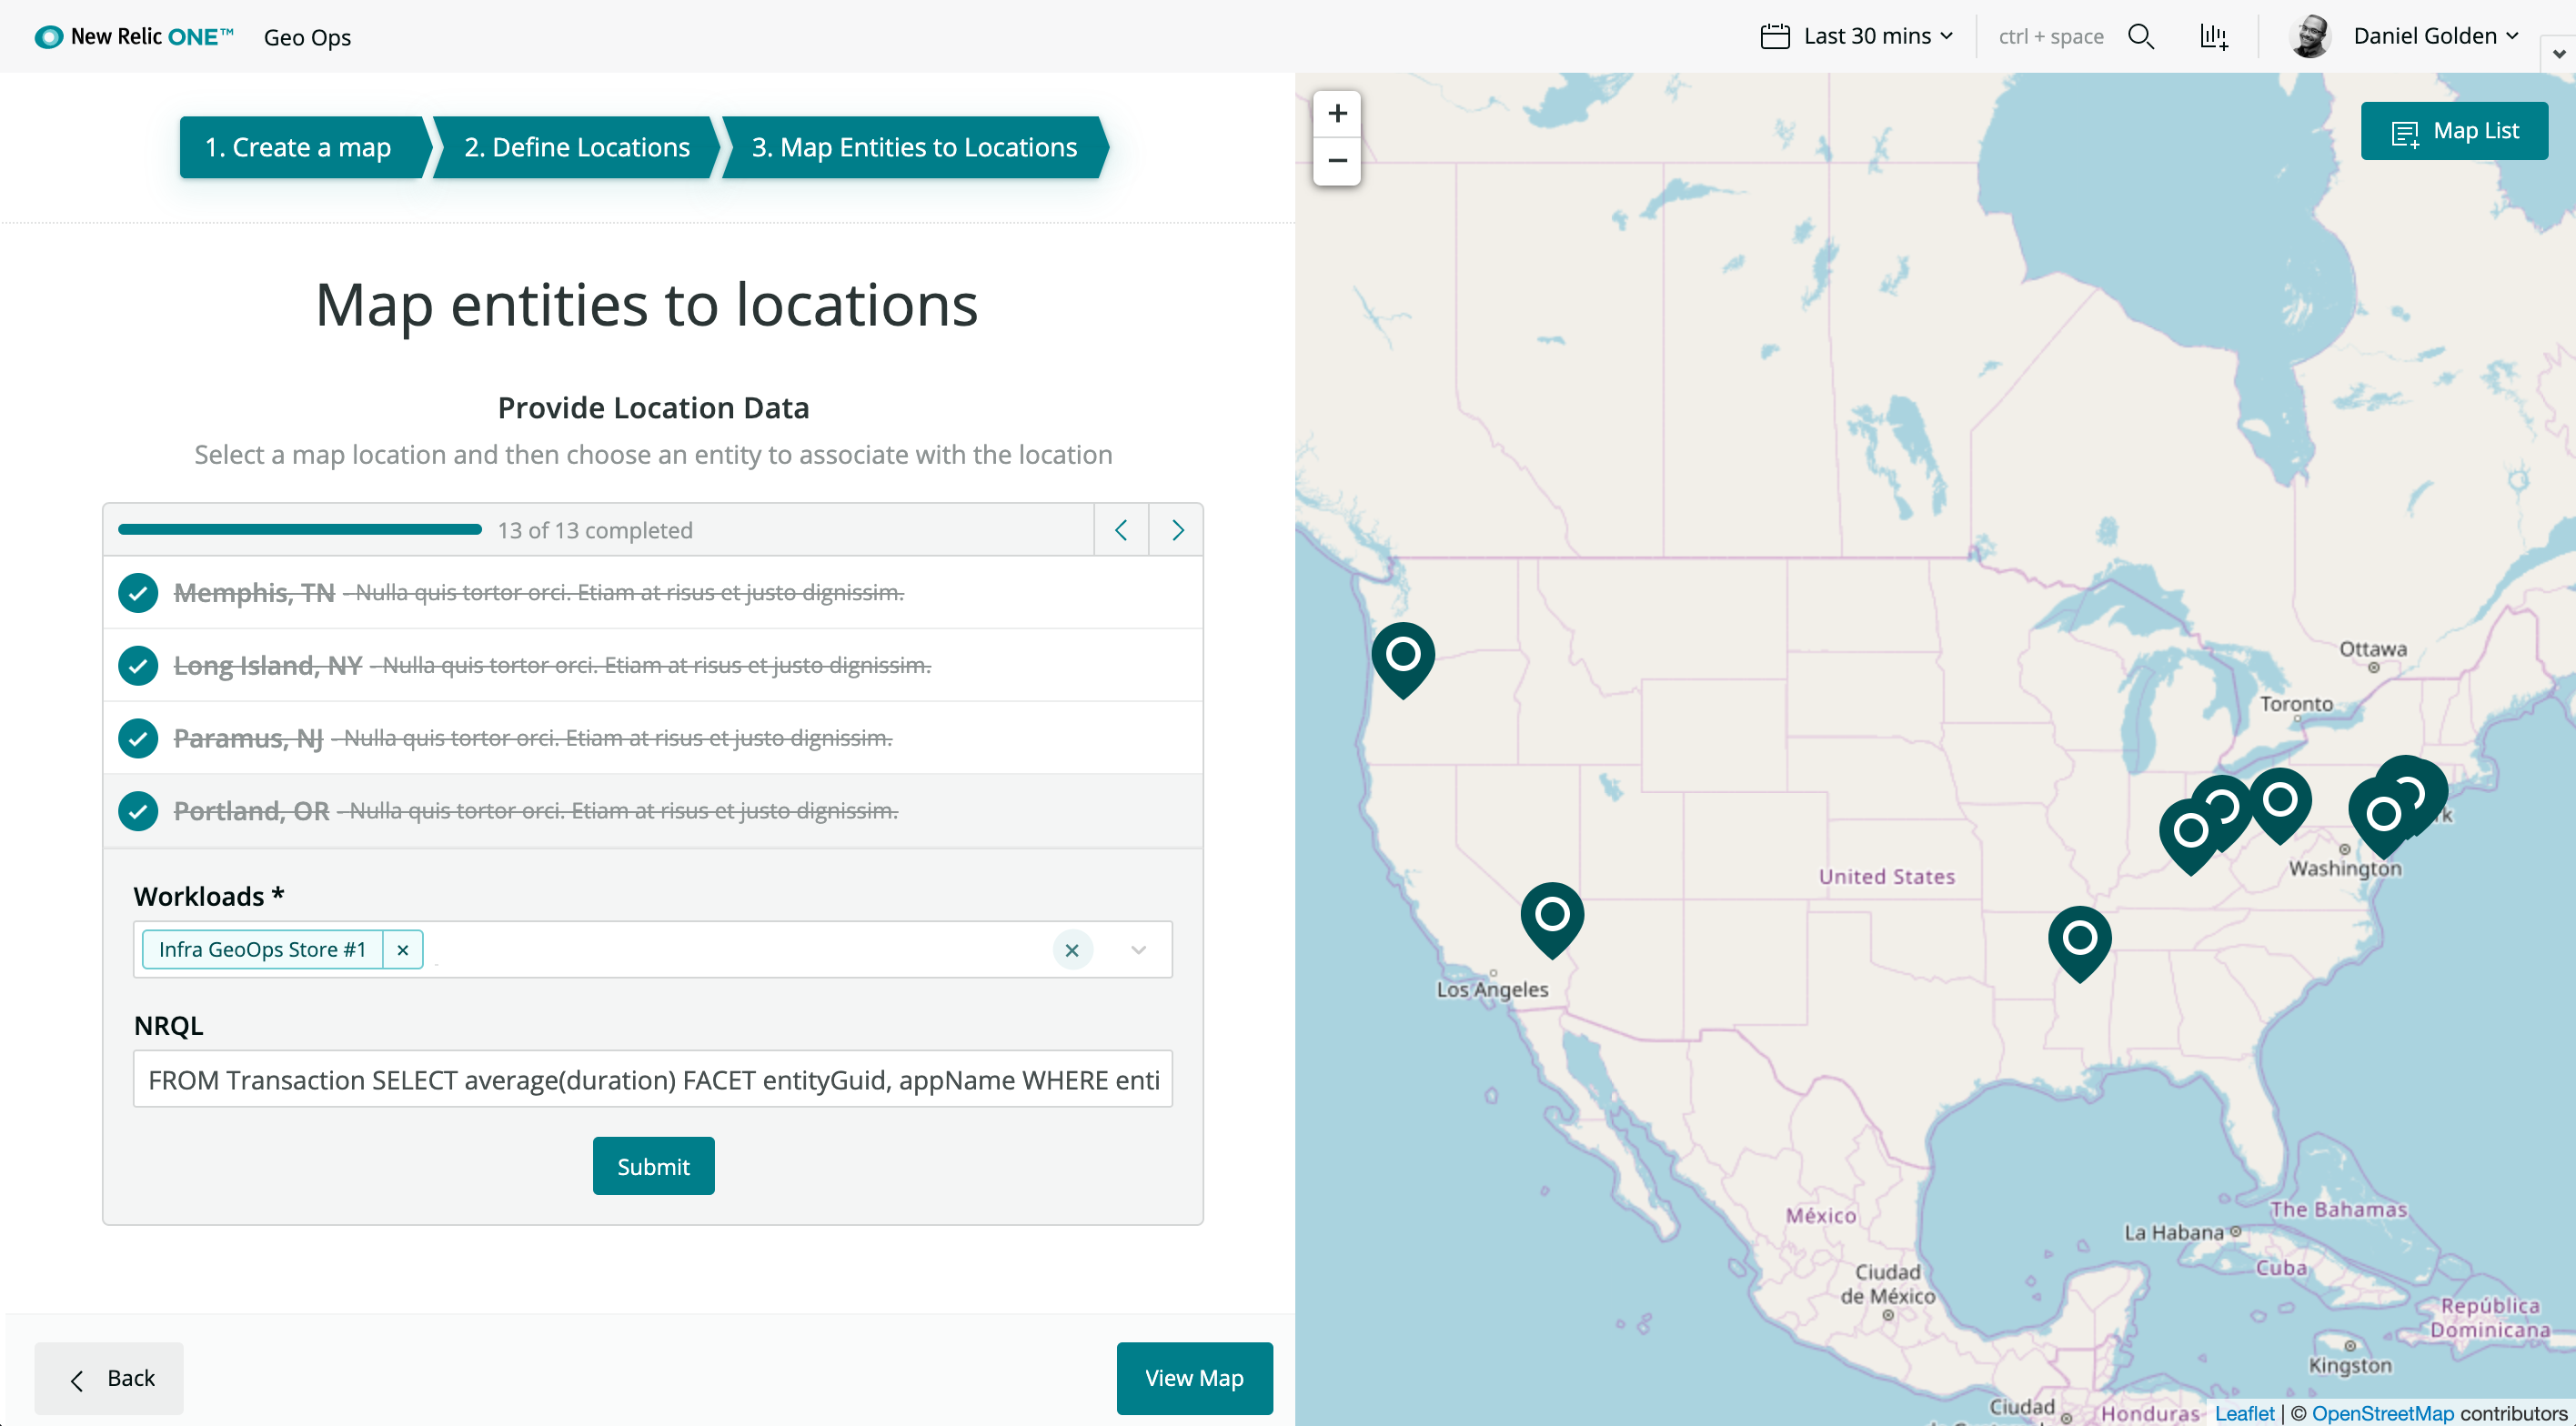 New Relic ONE™ Geo Ops
Last 30 mins
ctrl + space
Daniel Golden
1. Create a map
2. Define Locations
3. Map Entities to Locations
Map entities to locations
Provide Location Data
Select a map location and then choose an entity to associate with the location
13 of 13 completed
Memphis, TN - Nulla quis tortor orci. Etiam at risus et justo dignissim.
Long Island, NY - Nulla quis tortor orci. Etiam at risus et justo dignissim.
Paramus, NJ - Nulla quis tortor orci. Etiam at risus et justo dignissim.
Portland, OR - Nulla quis tortor orci. Etiam at risus et justo dignissim.
Workloads *
Infra GeoOps Store #1
NRQL
FROM Transaction SELECT average(duration) FACET entityGuid, appName WHERE enti
Submit
Back
View Map
+
−
Map List
Ottawa
Toronto
Washington
United States
Los Angeles
México
La Habana
The Bahamas
Cuba
Ciudad
de México
República
Dominicana
Kingston
Ciudad
Honduras
Leaflet | © OpenStreetMap contributors